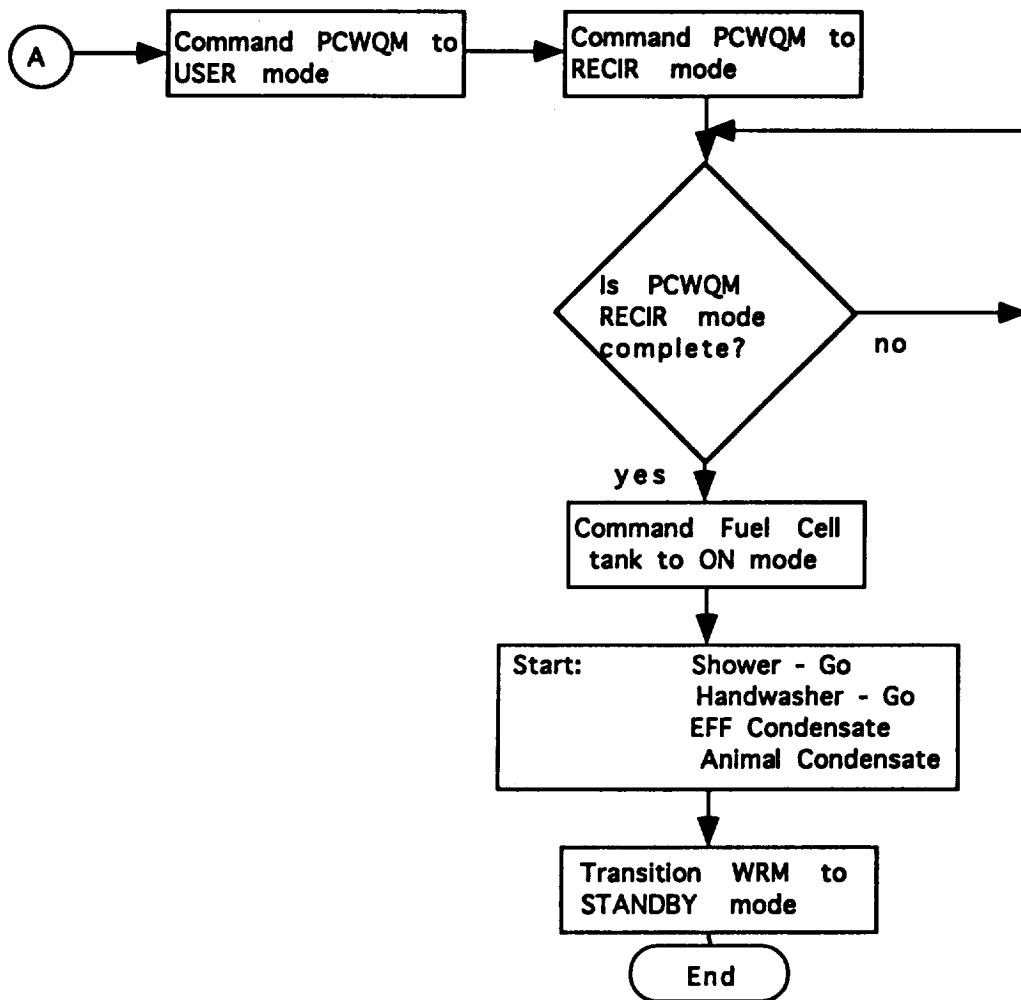 A
Command PCWQM to
USER mode
Command PCWQM to
RECIR mode
Is PCWQM
RECIR mode
complete?
no
yes
Command Fuel Cell
tank to ON mode
Start: Shower - Go
Handwasher - Go
EFF Condensate
Animal Condensate
Transition WRM to
STANDBY mode
End